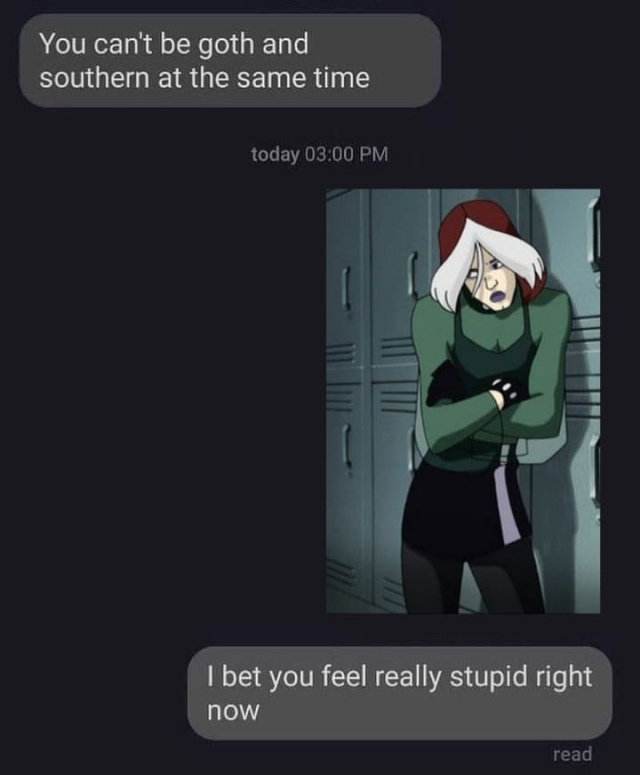 You can't be goth and
southern at the same time
today 03:00 PM
I bet you feel really stupid right
now
read